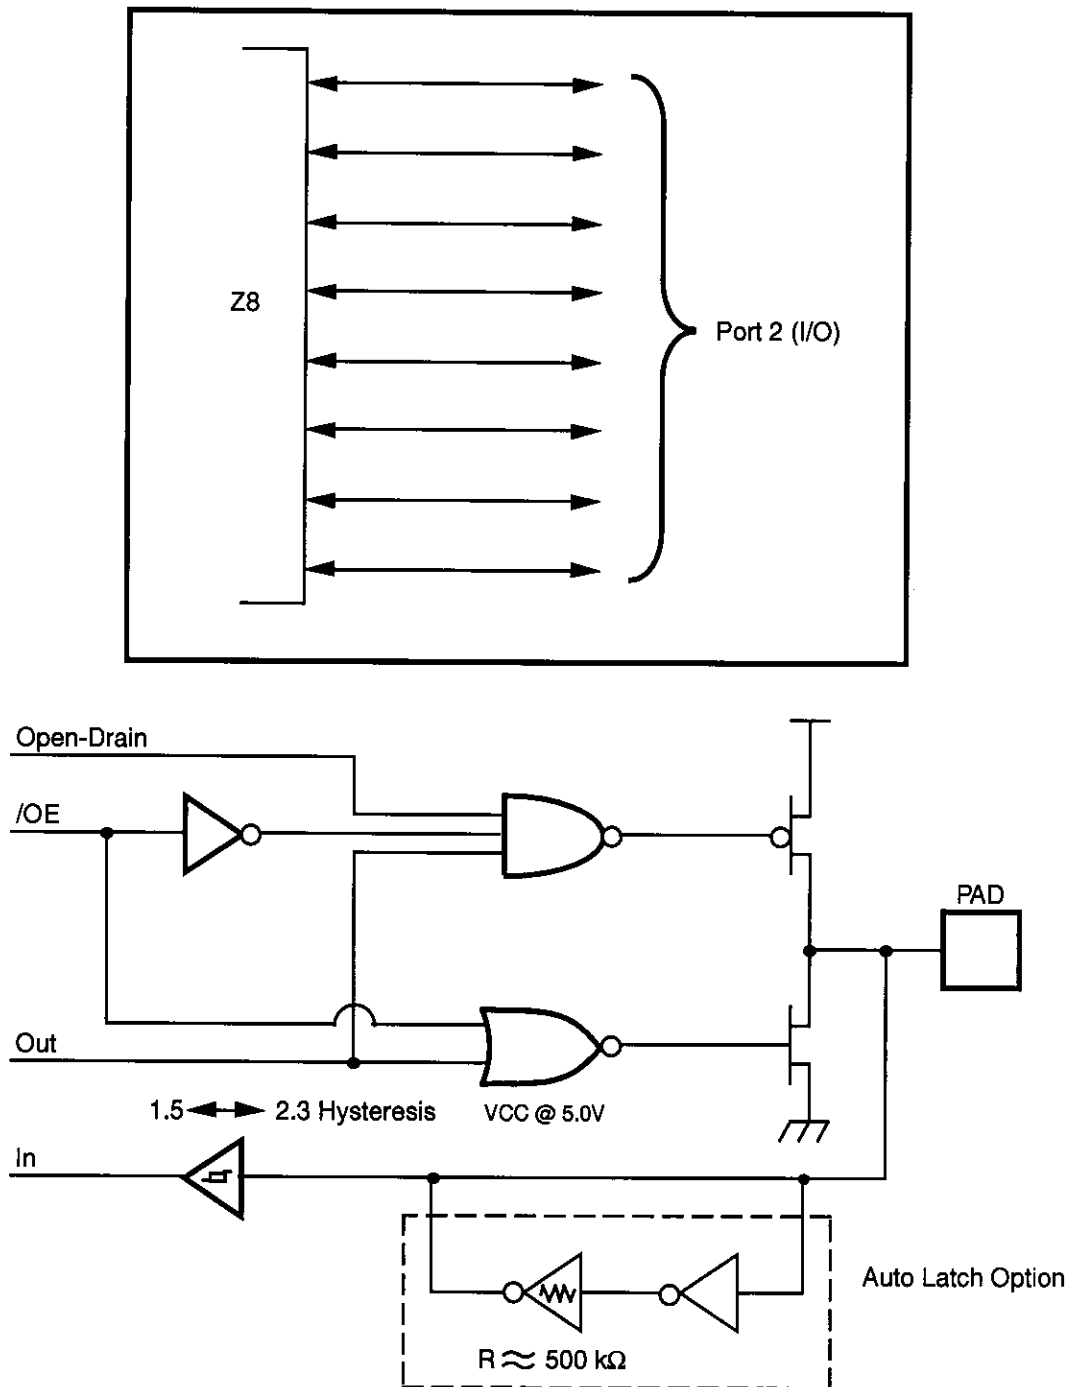 Z8
Port 2 (I/O)
Open-Drain
/OE
PAD
Out
1.5 2.3 Hysteresis VCC @ 5.0V
In
Auto Latch Option
R ≈ 500 kΩ